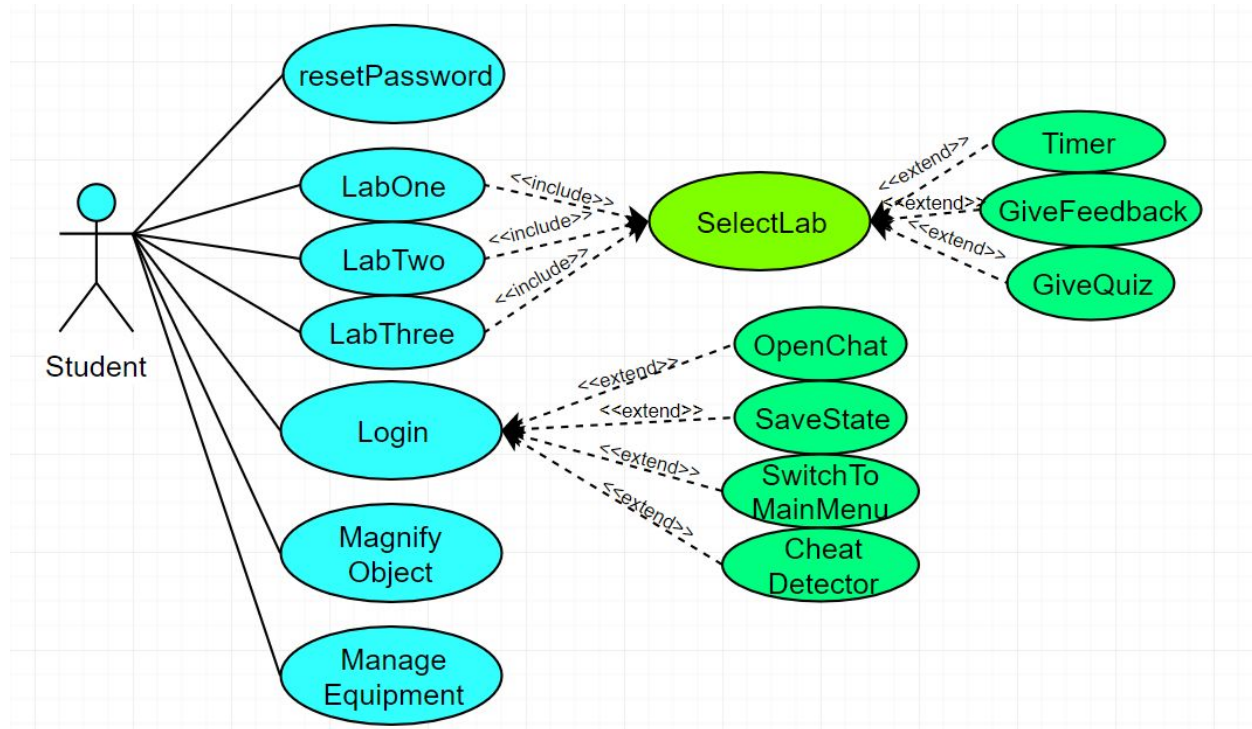 resetPassword
LabOne
LabTwo
LabThree
Student
Login
Magnify
Object
Manage
Equipment
<<include>>
<<include>>
<<include>>
SelectLab
<<extend>>
<<extend>>
<<extend>>
Timer
GiveFeedback
GiveQuiz
<<extend>>
<<extend>>
<<extend>>
<<extend>>
OpenChat
SaveState
SwitchTo
MainMenu
Cheat
Detector